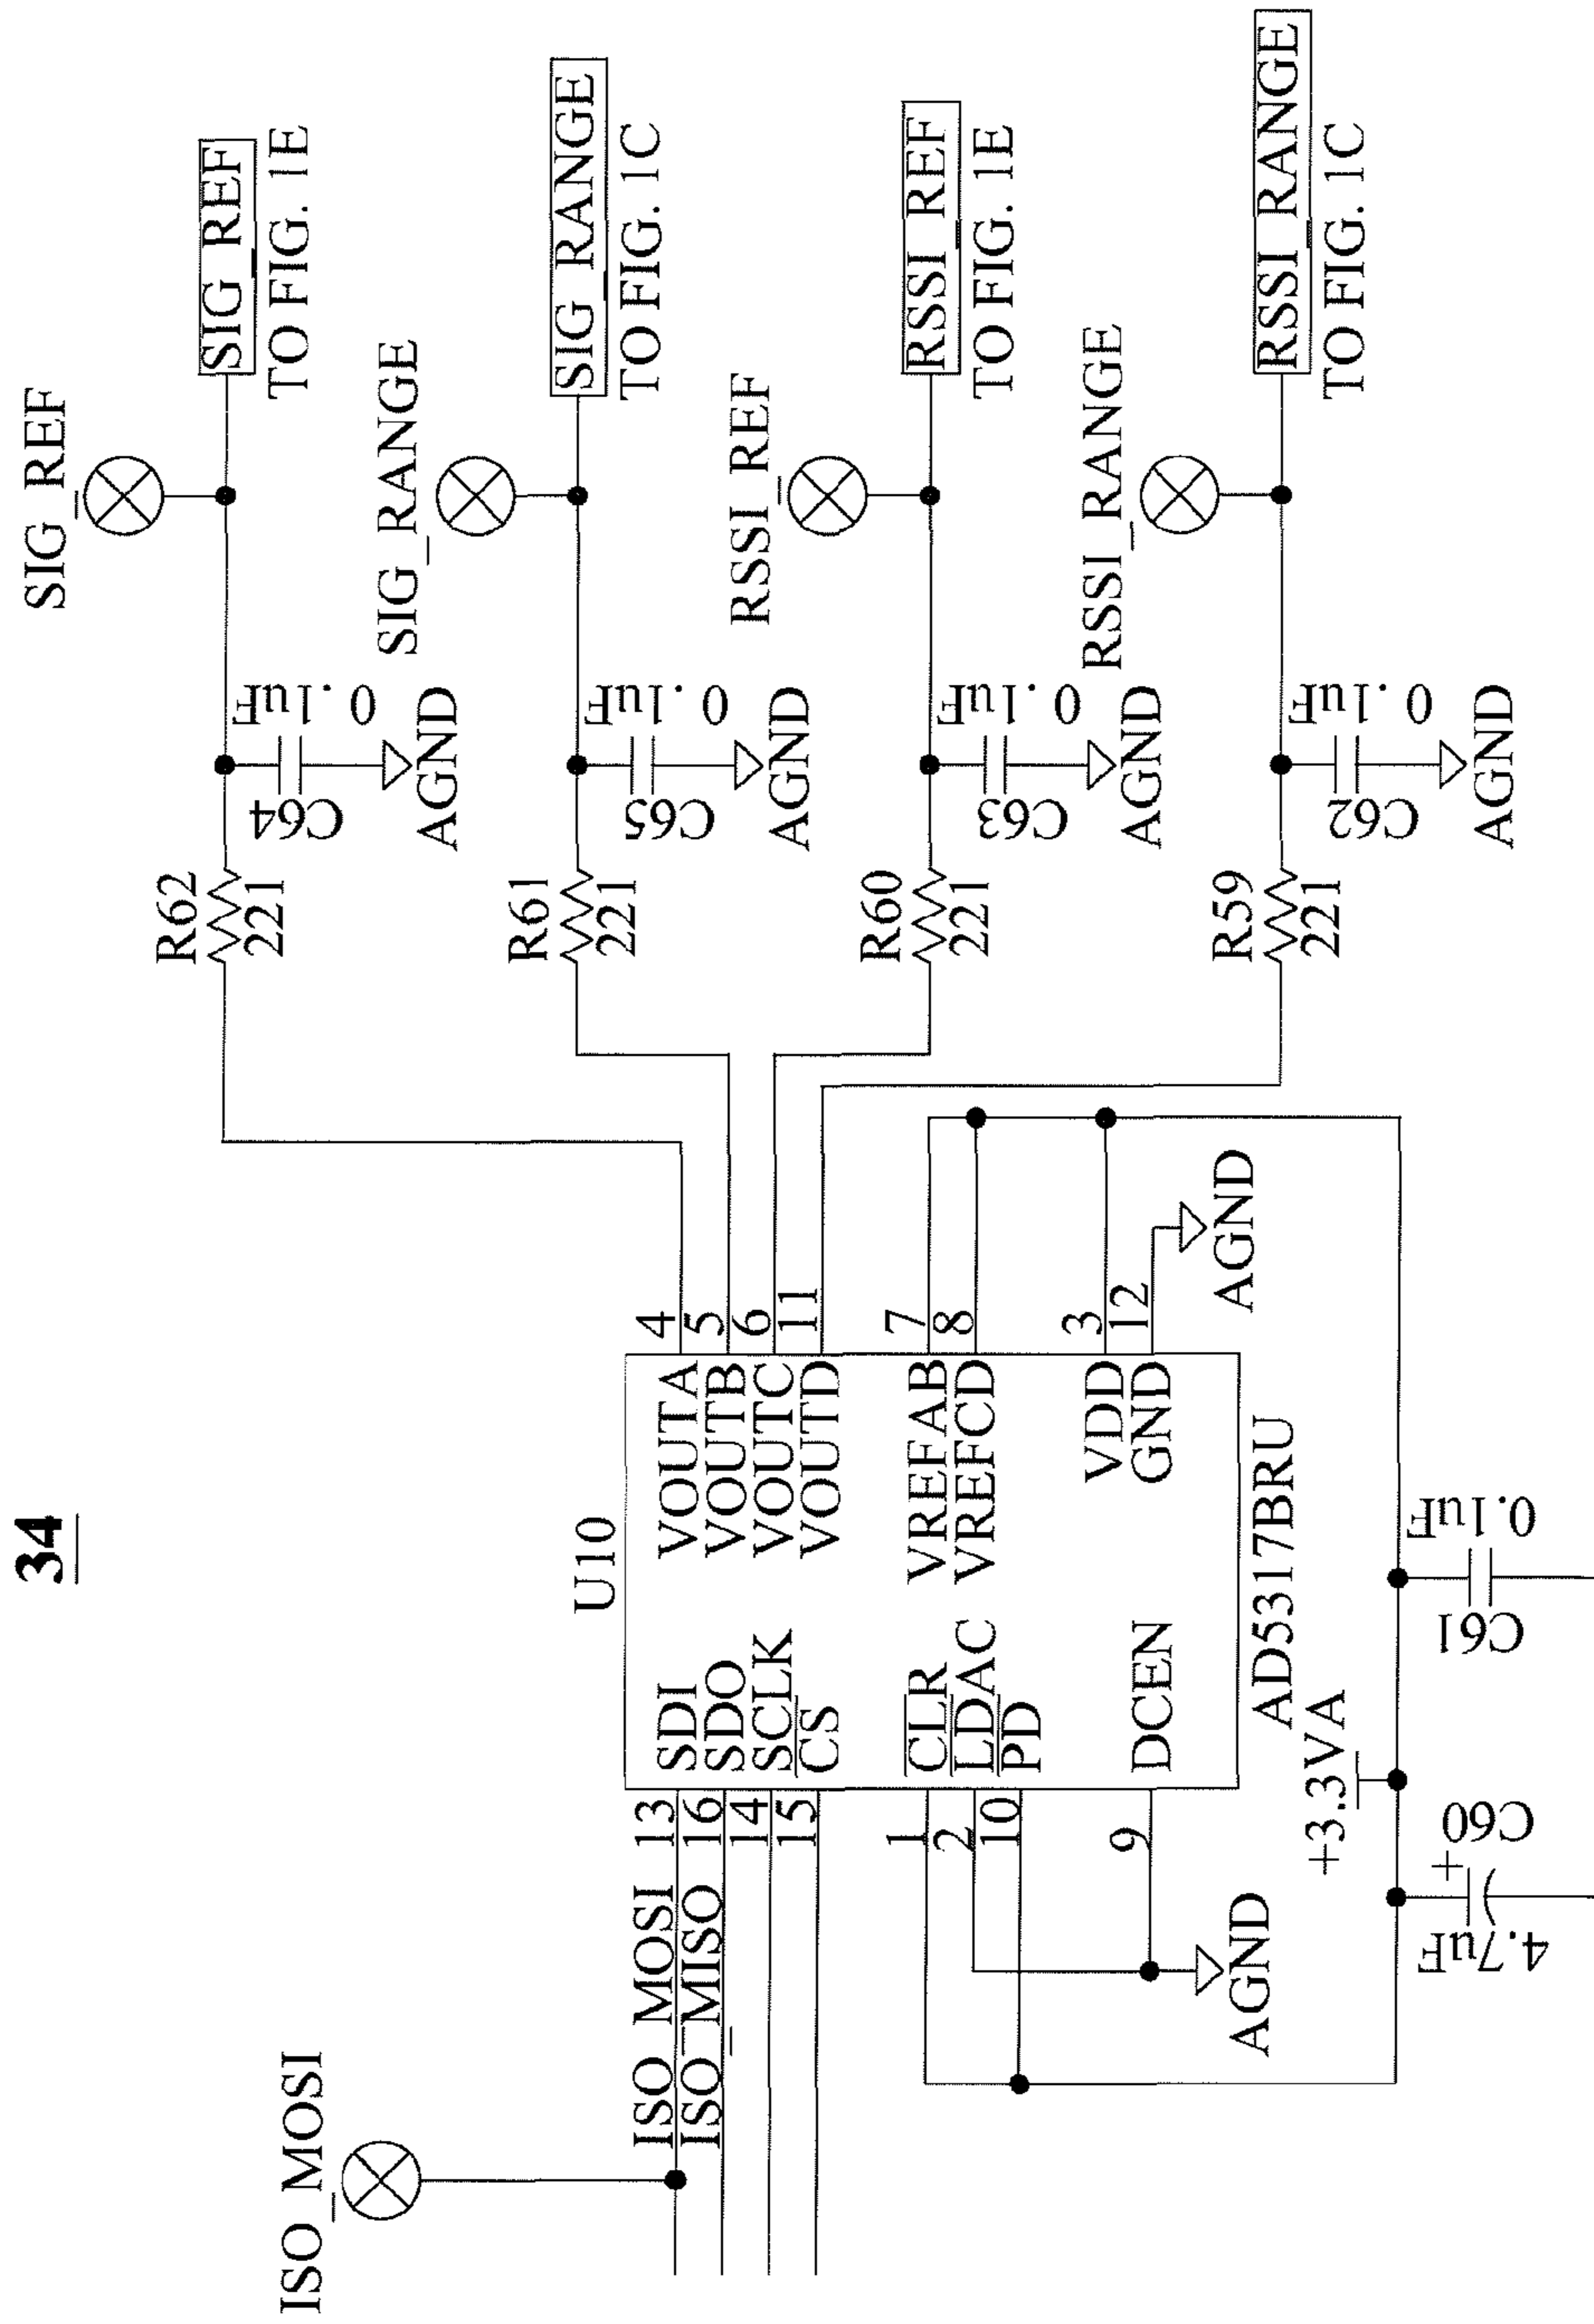 34
SIG_REF
SIG_REF
TO FIG. 1E
R62
221
C64
0.1uF
AGND
SIG_RANGE
SIG_RANGE
TO FIG. 1C
R61
221
C65
0.1uF
AGND
RSSI_REF
RSSI_REF
TO FIG. 1E
R60
221
C63
0.1uF
AGND
RSSI_RANGE
RSSI_RANGE
TO FIG. 1C
R59
221
C62
0.1uF
AGND
ISO_MOSI
U10
ISO_MOSI 13 SDI VOUTA 4
ISO_MISO 16 SDO VOUTB 5
14 SCLK VOUTC 6
15 CS VOUTD 11
1 CLR VREFAB 7
2 LDAC VREFCD 8
10 PD
VDD 3
9 DCEN GND 12
AGND
AGND
AD5317BRU
+3.3VA
+
C60
4.7uF
C61
0.1uF